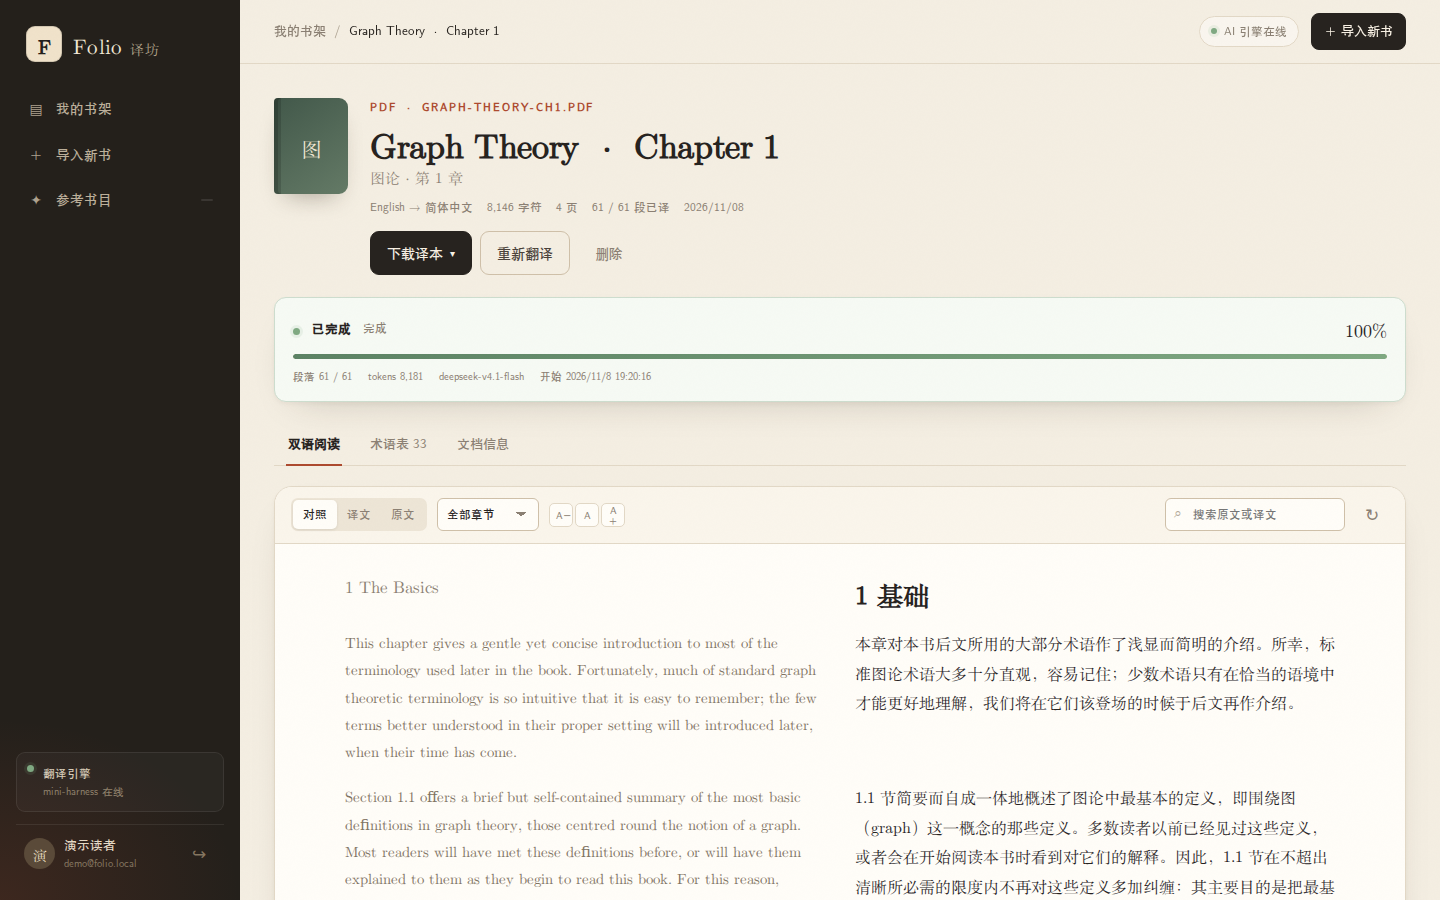 F Folio 译坊
我的书架
导入新书
参考书目
翻译引擎
mini-harness 在线
演 演示读者
demo@folio.local
我的书架 / Graph Theory · Chapter 1
AI 引擎在线
+ 导入新书
图
PDF · GRAPH-THEORY-CH1.PDF
Graph Theory · Chapter 1
图论 · 第 1 章
English → 简体中文 8,146 字符 4 页 61 / 61 段已译 2026/11/08
下载译本 ▾ 重新翻译 删除
已完成 完成 100%
段落 61 / 61 tokens 8,181 deepseek-v4.1-flash 开始 2026/11/8 19:20:16
双语阅读 术语表 33 文档信息
对照 译文 原文 全部章节 A− A A+ 搜索原文或译文
1 The Basics
This chapter gives a gentle yet concise introduction to most of the
terminology used later in the book. Fortunately, much of standard graph
theoretic terminology is so intuitive that it is easy to remember; the few
terms better understood in their proper setting will be introduced later,
when their time has come.
Section 1.1 offers a brief but self-contained summary of the most basic
definitions in graph theory, those centred round the notion of a graph.
Most readers will have met these definitions before, or will have them
explained to them as they begin to read this book. For this reason,
1 基础
本章对本书后文所用的大部分术语作了浅显而简明的介绍。所幸，标
准图论术语大多十分直观，容易记住；少数术语只有在恰当的语境中
才能更好地理解，我们将在它们该登场的时候于后文再作介绍。
1.1 节简要而自成一体地概述了图论中最基本的定义，即围绕图
（graph）这一概念的那些定义。多数读者以前已经见过这些定义，
或者会在开始阅读本书时看到对它们的解释。因此，1.1 节在不超出
清晰所必需的限度内不再对这些定义多加纠缠：其主要目的是把最基